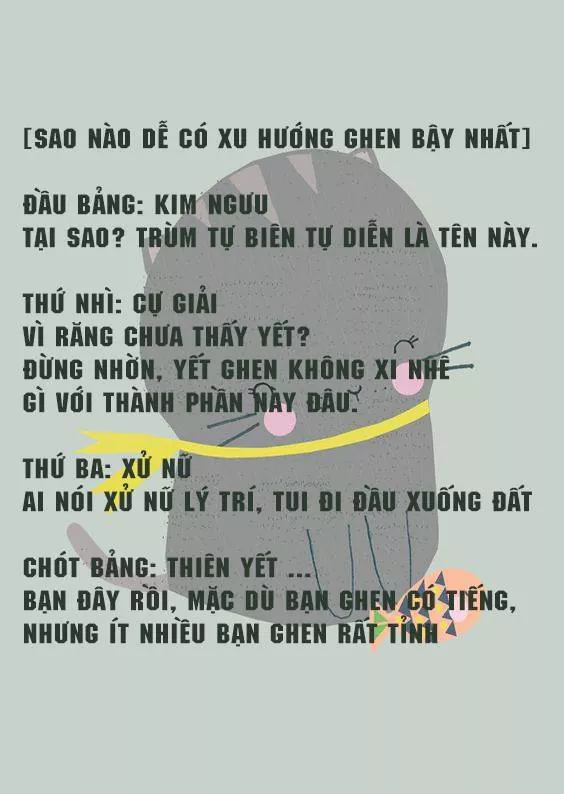 [SAO NÀO DỄ CÓ XU HƯỚNG GHEN BẬY NHẤT]
ĐẦU BẢNG: KIM NGƯU
TẠI SAO? TRÙM TỰ BIÊN TỰ DIỄN LÀ TÊN NÀY.
THỨ NHÌ: CỰ GIẢI
VÌ RĂNG CHƯA THẤY YẾT?
ĐỪNG NHỜN, YẾT GHEN KHÔNG XI NHÊ
GÌ VỚI THÀNH PHẦN NÀY ĐÂU.
THỨ BA: XỬ NỮ
AI NÓI XỬ NỮ LÝ TRÍ, TUI ĐI ĐẦU XUỐNG ĐẤT
CHÓT BẢNG: THIÊN YẾT ...
BẠN ĐÂY RỒI, MẶC DÙ BẠN GHEN CÓ TIẾNG,
NHƯNG ÍT NHIỀU BẠN GHEN RẤT TỈNH